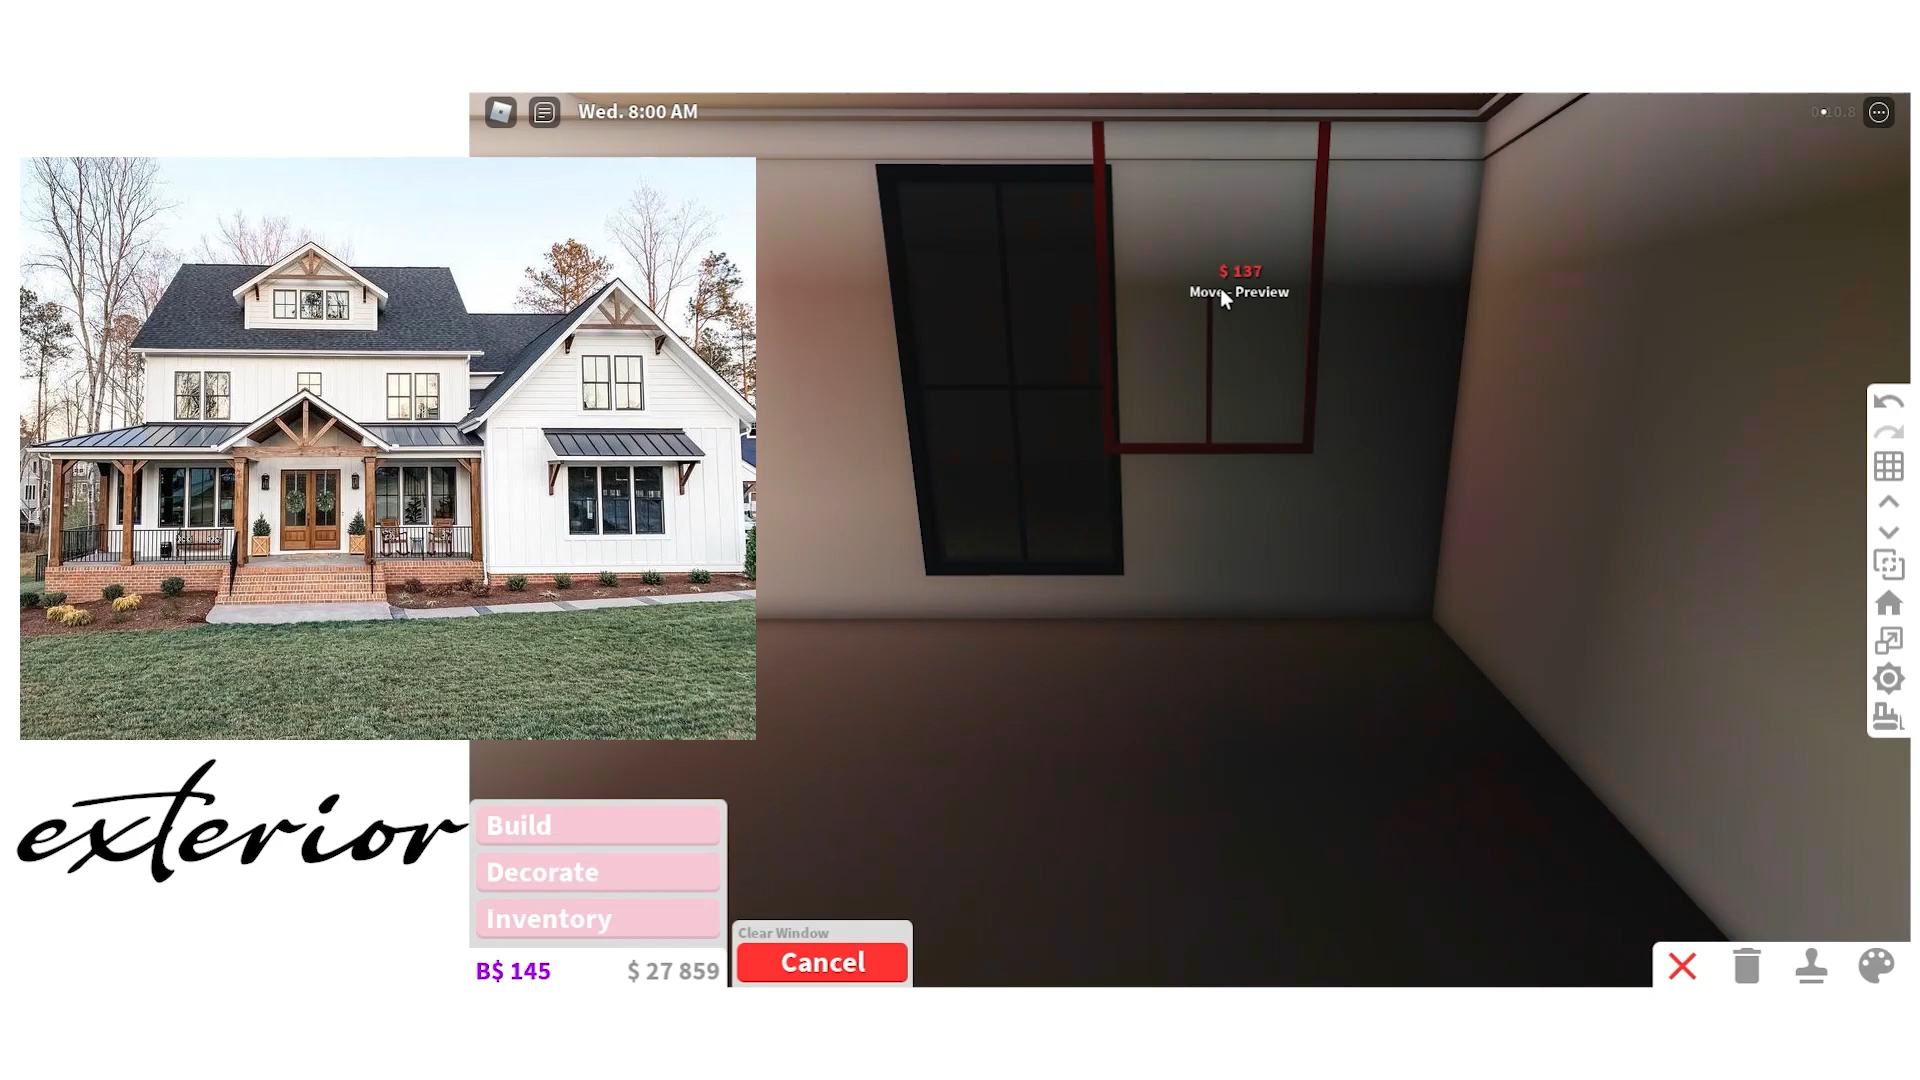 Wed. 8:00 AM
$ 137
Move - Preview
exterior
Build
Decorate
Inventory
B$ 145
$ 27 859
Clear Window
Cancel